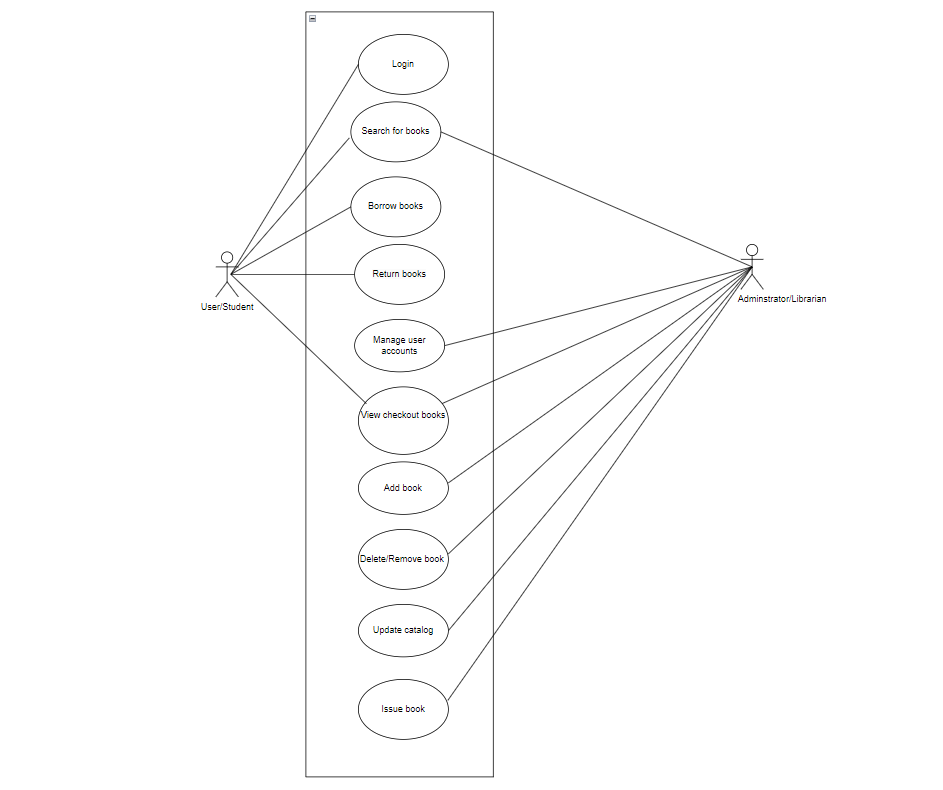 Login
Search for books
Borrow books
Return books
User/Student
Adminstrator/Librarian
Manage user
accounts
View checkout books
Add book
Delete/Remove book
Update catalog
Issue book